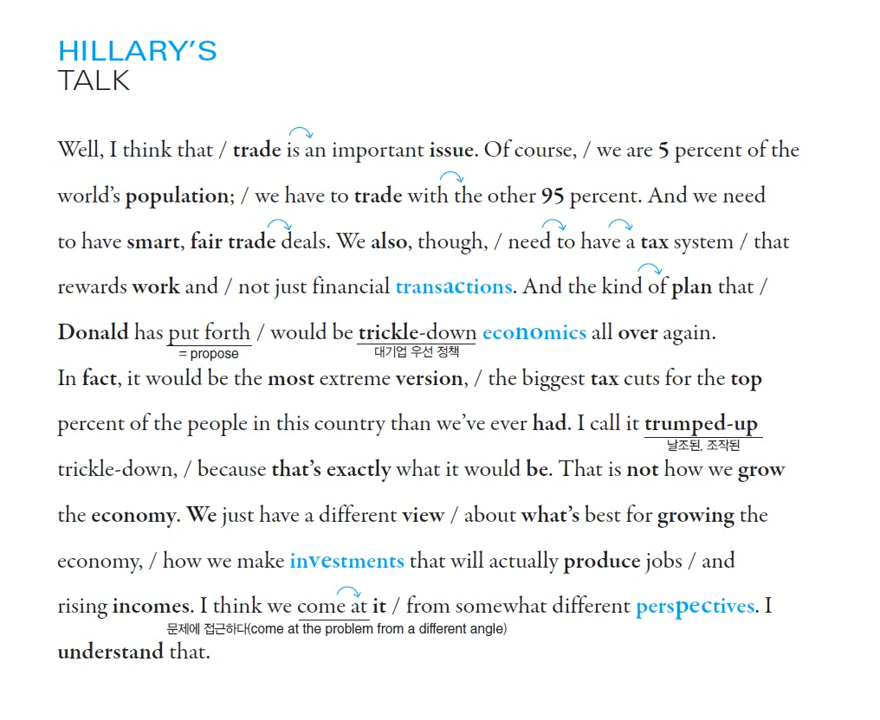 HILLARY'S
TALK
Well, I think that / trade is an important issue. Of course, / we are 5 percent of the
world's population; / we have to trade with the other 95 percent. And we need
to have smart, fair trade deals. We also, though, / need to have a tax system / that
rewards work and / not just financial transactions. And the kind of plan that /
Donald has put forth / would be trickle-down economics all over again.
= propose 대기업 우선 정책
In fact, it would be the most extreme version, / the biggest tax cuts for the top
percent of the people in this country than we've ever had. I call it trumped-up
날조된, 조작된
trickle-down, / because that's exactly what it would be. That is not how we grow
the economy. We just have a different view / about what's best for growing the
economy, / how we make investments that will actually produce jobs / and
rising incomes. I think we come at it / from somewhat different perspectives. I
문제에 접근하다(come at the problem from a different angle)
understand that.